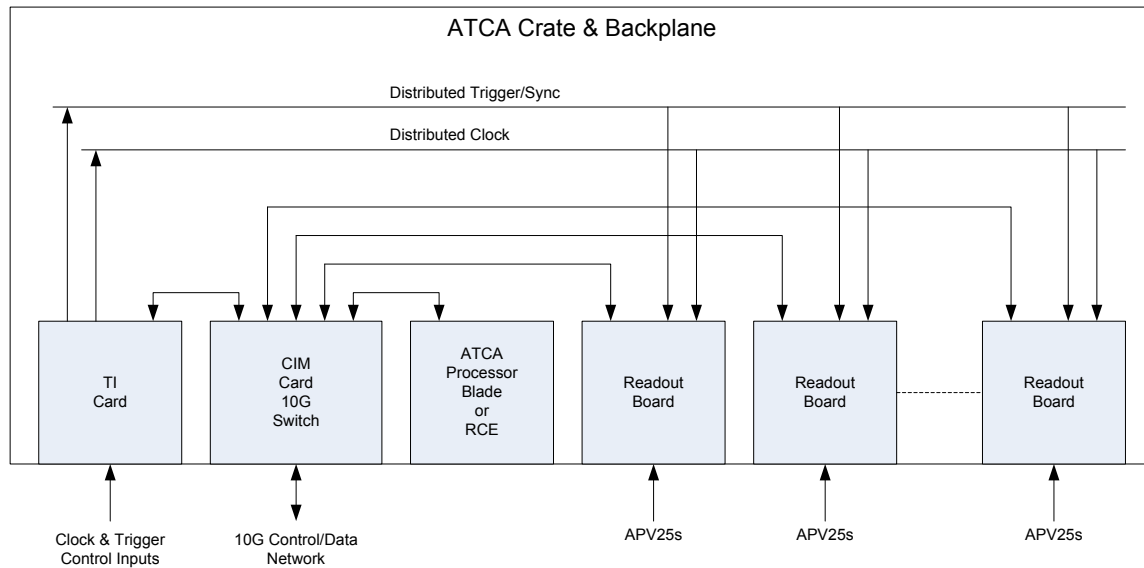 ATCA Crate & Backplane
Distributed Trigger/Sync
Distributed Clock
TI
Card
CIM
Card
10G
Switch
ATCA
Processor
Blade
or
RCE
Readout
Board
Readout
Board
Readout
Board
Clock & Trigger
Control Inputs
10G Control/Data
Network
APV25s
APV25s
APV25s